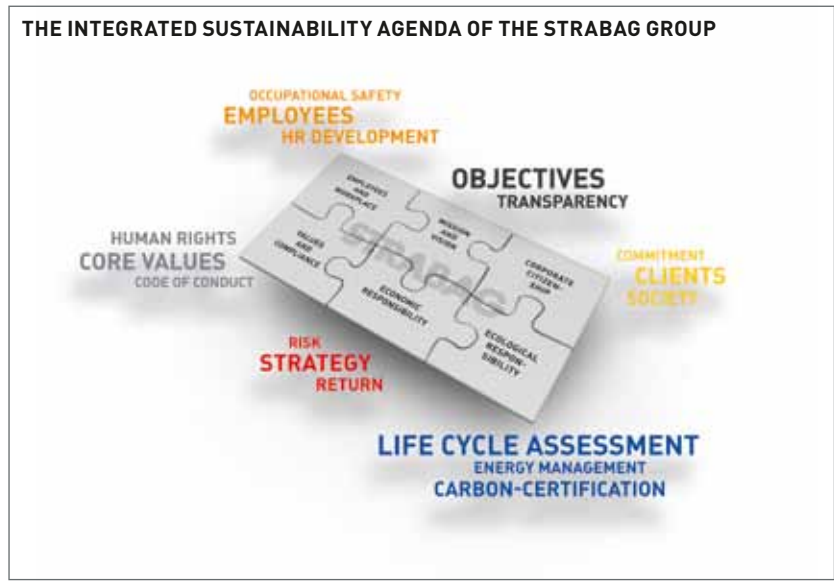 THE INTEGRATED SUSTAINABILITY AGENDA OF THE STRABAG GROUP
OCCUPATIONAL SAFETY
EMPLOYEES
HR DEVELOPMENT
OBJECTIVES
TRANSPARENCY
HUMAN RIGHTS
CORE VALUES
CODE OF CONDUCT
EMPLOYEES
AND
WORKPLACE
MISSION
AND
VISION
CORPORATE
CITIZEN-
SHIP
VALUES
AND
COMPLIANCE
ECONOMIC
RESPONSIBILITY
ECOLOGICAL
RESPON-
SIBILITY
STRABAG
COMMITMENT
CLIENTS
SOCIETY
RISK
STRATEGY
RETURN
LIFE CYCLE ASSESSMENT
ENERGY MANAGEMENT
CARBON-CERTIFICATION